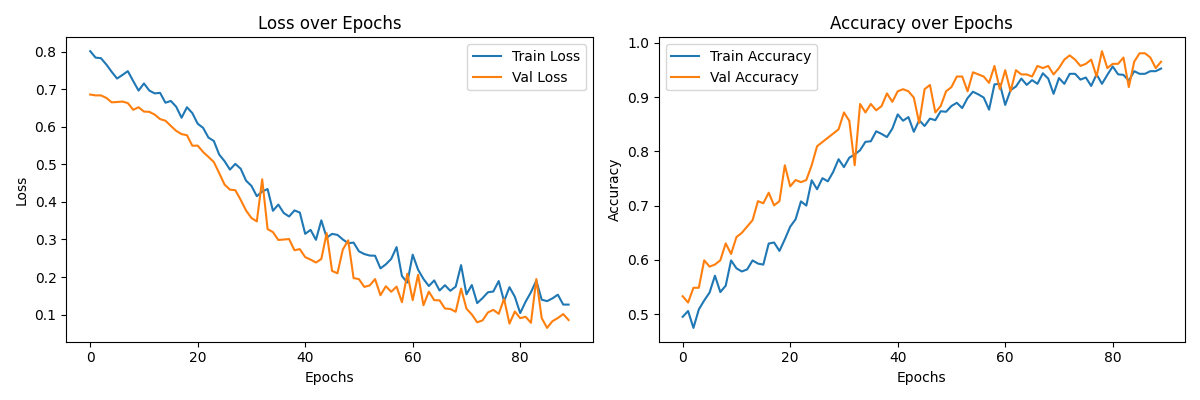 Loss over Epochs
0.8
0.7
0.6
0.5
0.4
0.3
0.2
0.1
Loss
0
20
40
60
80
Epochs
Train Loss
Val Loss
Accuracy over Epochs
1.0
0.9
0.8
0.7
0.6
0.5
Accuracy
0
20
40
60
80
Epochs
Train Accuracy
Val Accuracy